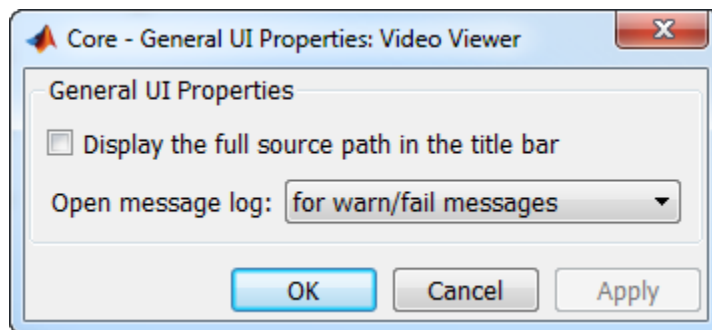 Core - General UI Properties: Video Viewer
General UI Properties
Display the full source path in the title bar
Open message log: for warn/fail messages
OK Cancel Apply